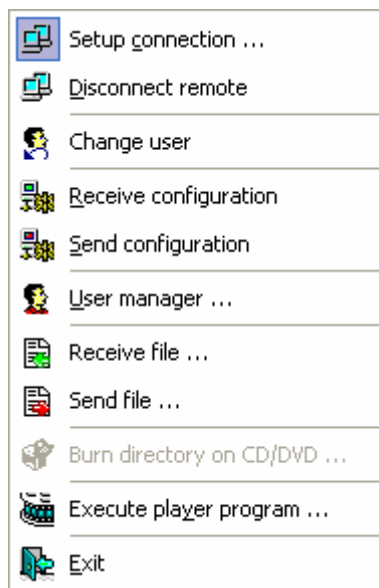 Setup connection ...
Disconnect remote
Change user
Receive configuration
Send configuration
User manager ...
Receive file ...
Send file ...
Burn directory on CD/DVD ...
Execute player program ...
Exit